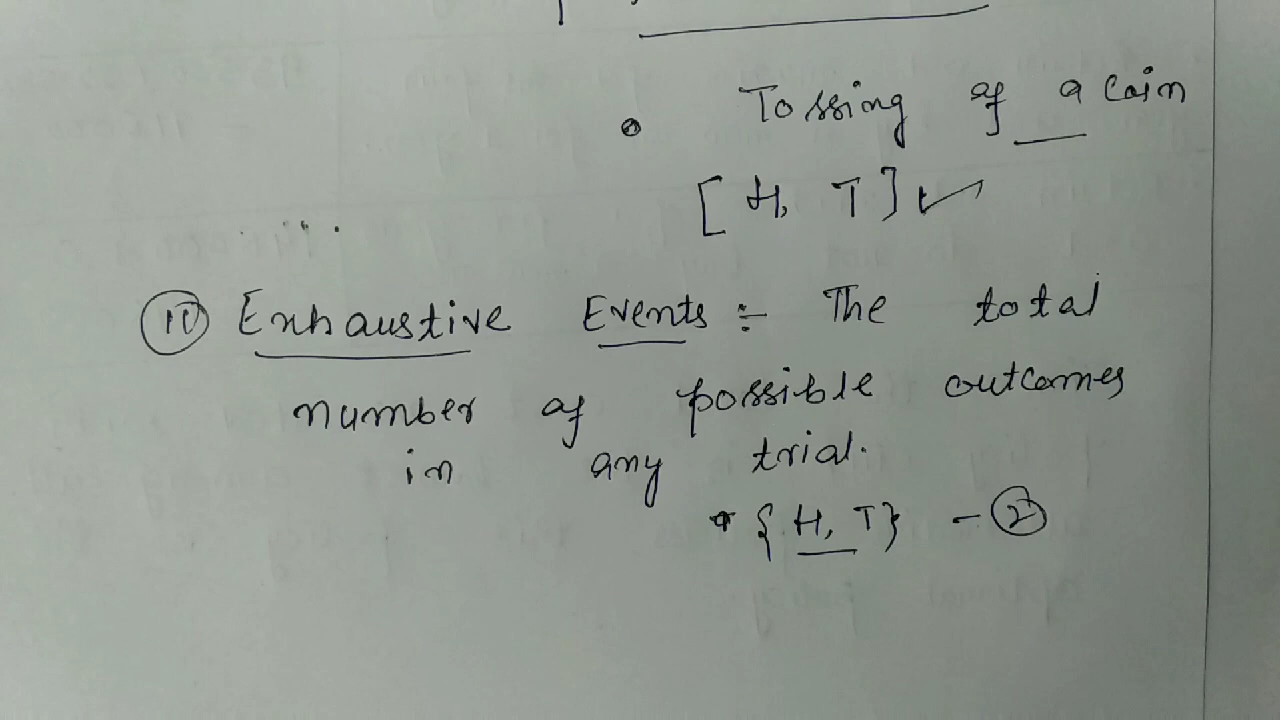 Tossing of a Coin
[H, T]
(ii) Exhaustive Events :- The total
number of possible outcomes
in any trial.
{H, T} - 2